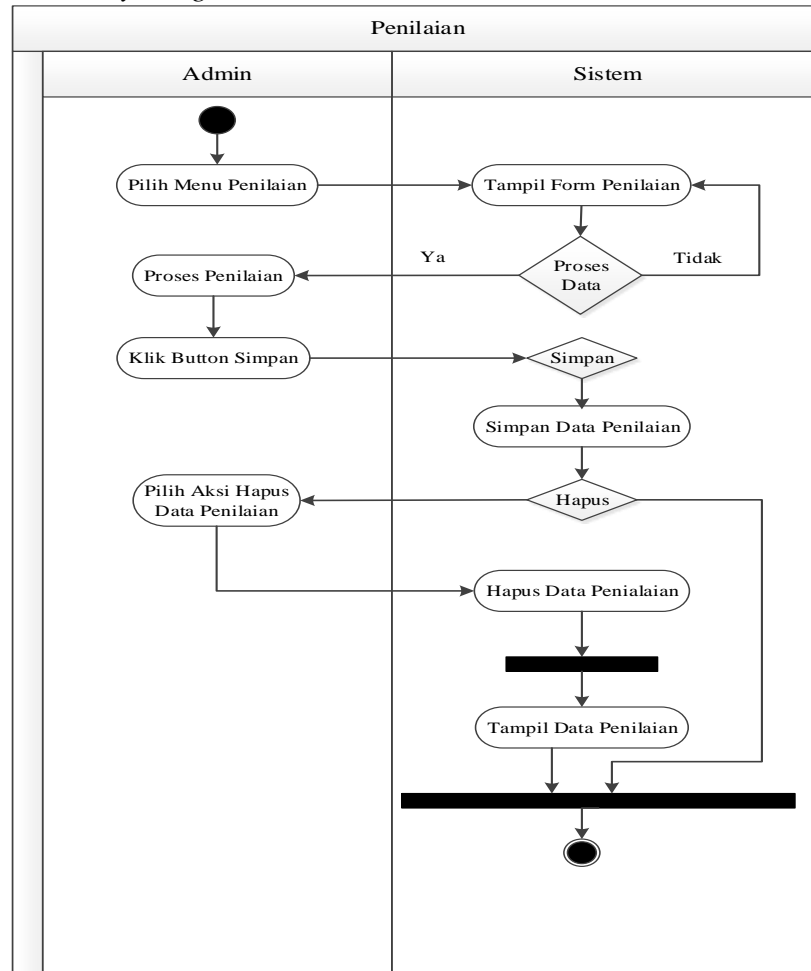 Penilaian
Admin
Sistem
Pilih Menu Penilaian
Tampil Form Penilaian
Ya
Tidak
Proses
Data
Proses Penilaian
Klik Button Simpan
Simpan
Simpan Data Penilaian
Pilih Aksi Hapus
Data Penilaian
Hapus
Hapus Data Penialaian
Tampil Data Penilaian